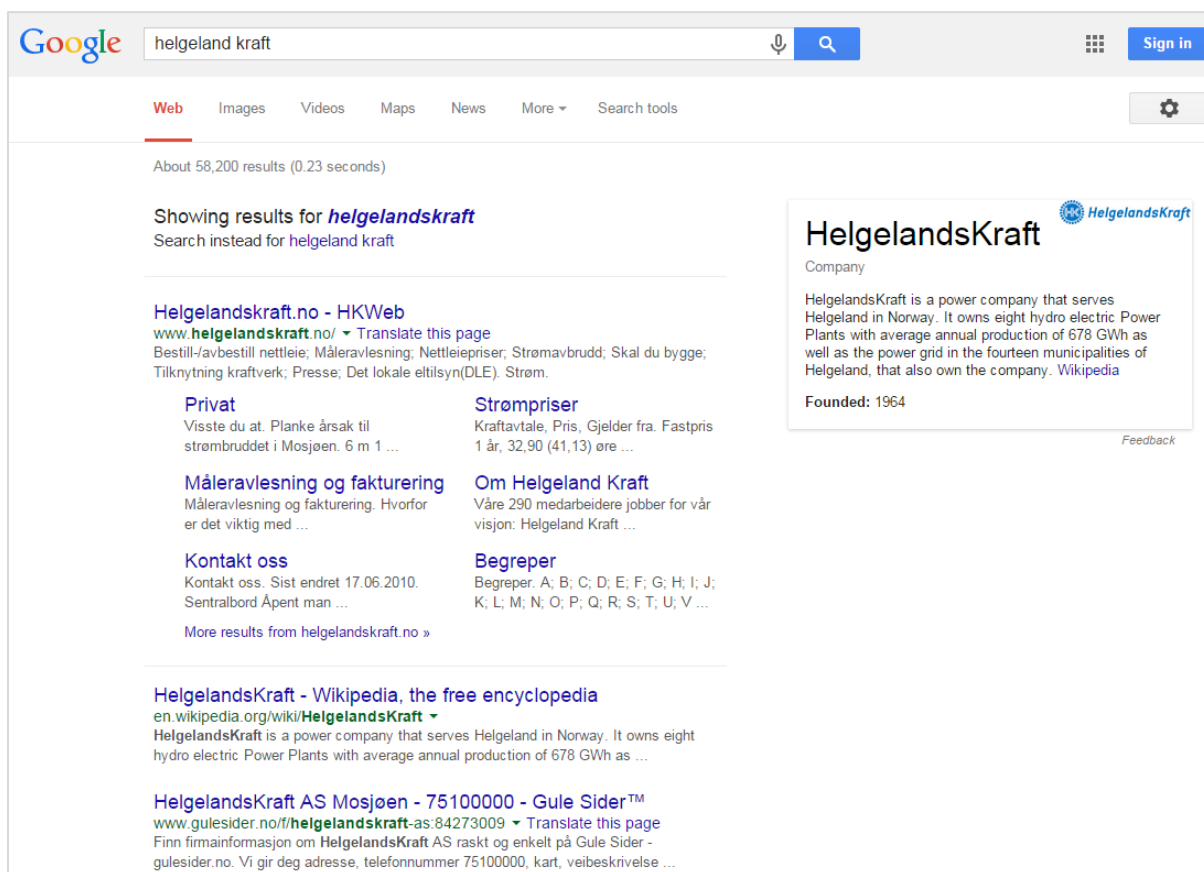 Google
helgeland kraft
Sign in
Web Images Videos Maps News More Search tools
About 58,200 results (0.23 seconds)
Showing results for helgelandskraft
Search instead for helgeland kraft
Helgelandskraft.no - HKWeb
www.helgelandskraft.no/ Translate this page
Bestill-/avbestill nettleie; Måleravlesning; Nettleiepriser; Strømavbrudd; Skal du bygge;
Tilknytning kraftverk; Presse; Det lokale eltilsyn(DLE). Strøm.
Privat
Visste du at. Planke årsak til
strømbruddet i Mosjøen. 6 m 1 ...
Strømpriser
Kraftavtale, Pris, Gjelder fra. Fastpris
1 år, 32,90 (41,13) øre ...
Måleravlesning og fakturering
Måleravlesning og fakturering. Hvorfor
er det viktig med ...
Om Helgeland Kraft
Våre 290 medarbeidere jobber for vår
visjon: Helgeland Kraft ...
Kontakt oss
Kontakt oss. Sist endret 17.06.2010.
Sentralbord Åpent man ...
Begreper
Begreper. A; B; C; D; E; F; G; H; I; J;
K; L; M; N; O; P; Q; R; S; T; U; V ...
More results from helgelandskraft.no »
HelgelandsKraft - Wikipedia, the free encyclopedia
en.wikipedia.org/wiki/HelgelandsKraft
HelgelandsKraft is a power company that serves Helgeland in Norway. It owns eight
hydro electric Power Plants with average annual production of 678 GWh as ...
HelgelandsKraft AS Mosjøen - 75100000 - Gule Sider™
www.gulesider.no/f/helgelandskraft-as:84273009 Translate this page
Finn firmainformasjon om HelgelandsKraft AS raskt og enkelt på Gule Sider -
gulesider.no. Vi gir deg adresse, telefonnummer 75100000, kart, veibeskrivelse ...
HK HelgelandsKraft
HelgelandsKraft
Company
HelgelandsKraft is a power company that serves
Helgeland in Norway. It owns eight hydro electric Power
Plants with average annual production of 678 GWh as
well as the power grid in the fourteen municipalities of
Helgeland, that also own the company. Wikipedia
Founded: 1964
Feedback